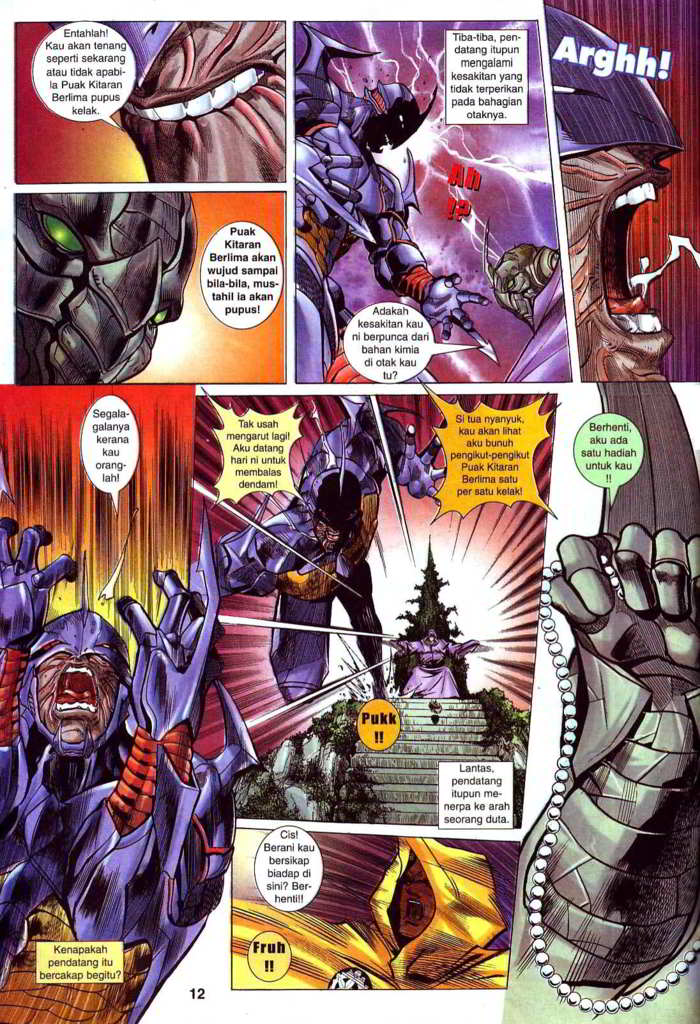 Entahlah!
Kau akan tenang
seperti sekarang
atau tidak apabi-
la Puak Kitaran
Berlima pupus
kelak.
Puak
Kitaran
Berlima akan
wujud sampai
bila-bila, mus-
tahil ia akan
pupus!
Tiba-tiba, pen-
datang itupun
mengalami
kesakitan yang
tidak terperikan
pada bahagian
otaknya.
Ah
!?
Adakah
kesakitan kau
ni berpunca dari
bahan kimia
di otak kau
tu?
Arghh!
Segala-
galanya
kerana
kau
orang-
lah!
Kenapakah
pendatang itu
bercakap begitu?
Tak usah
mengarut lagi!
Aku datang
hari ni untuk
membalas
dendam!
Si tua nyanyuk,
kau akan lihat
aku bunuh
pengikut-pengikut
Puak Kitaran
Berlima satu
per satu kelak!
Pukk
!!
Lantas,
pendatang
itupun me-
nerpa ke arah
seorang duta.
Cis!
Berani kau
bersikap
biadap di
sini? Ber-
henti!!
Fruh
!!
Berhenti,
aku ada
satu hadiah
untuk kau
!!
12